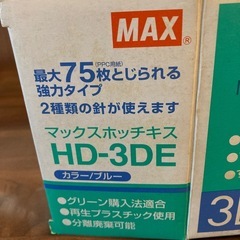 MAX®
(PPC用紙)
最大75枚とじられる
強力タイプ
2種類の針が使えます
マックスホッチキス
HD-3DE
カラー/ブルー
●グリーン購入法適合
●再生プラスチック使用
●分離廃棄可能